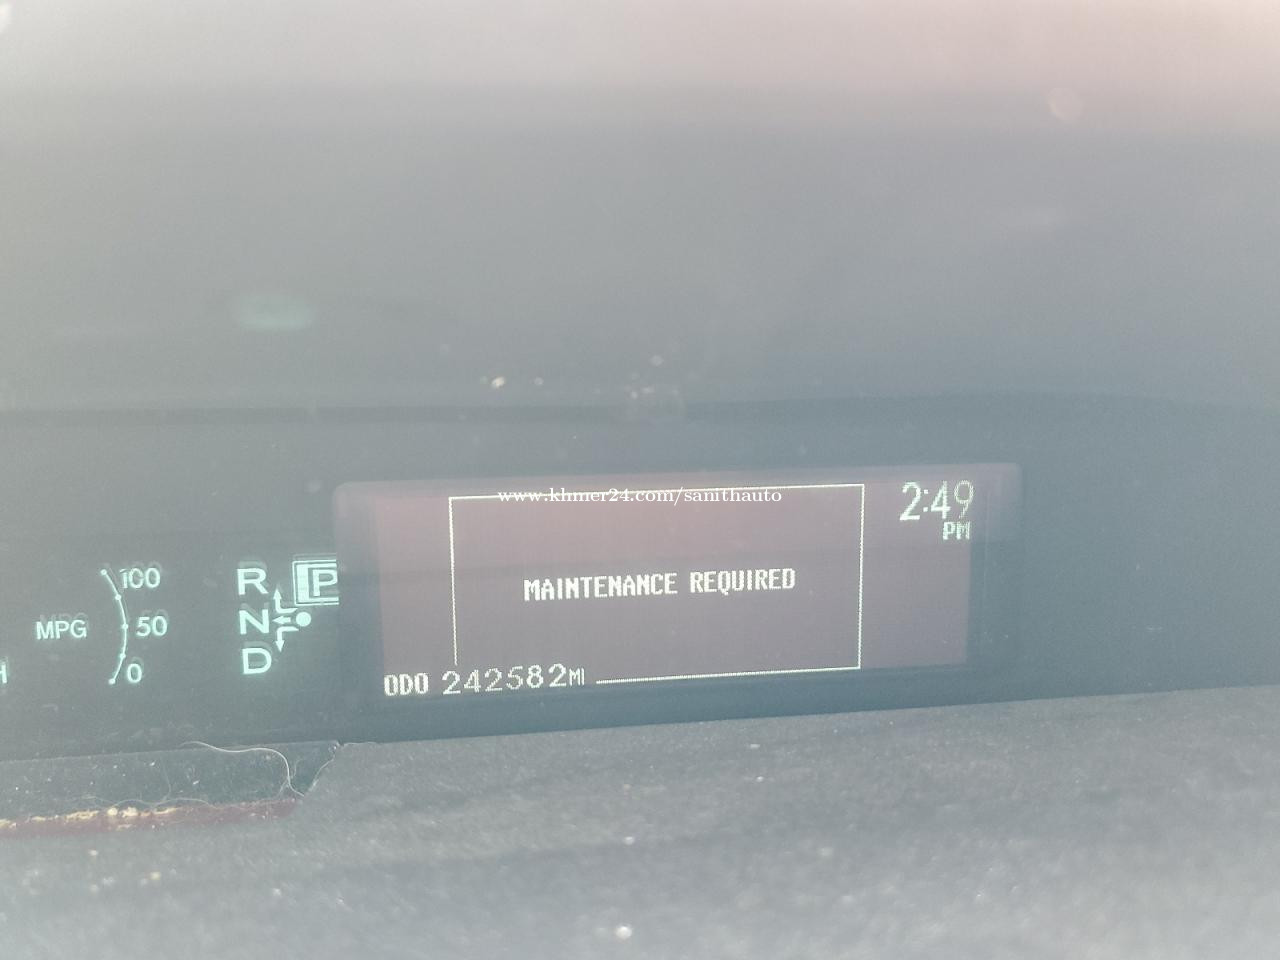 www.khmer24.com/sanithauto
2:49
PM
MAINTENANCE REQUIRED
ODO 242582MI
100
MPG 50
0
R P
N
D
H